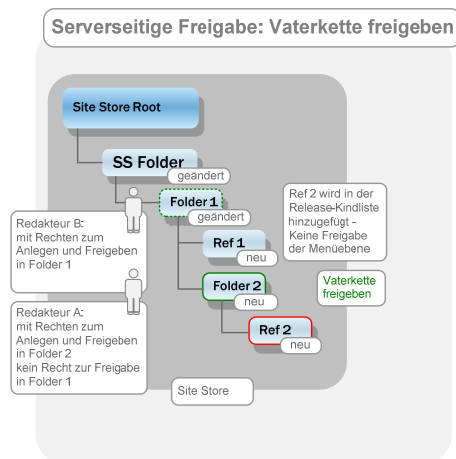 Serverseitige Freigabe: Vaterkette freigeben
Site Store Root
SS Folder
geändert
Folder 1
geändert
Ref 1
neu
Folder 2
neu
Ref 2
neu
Redakteur B:
mit Rechten zum
Anlegen und Freigeben
in Folder 1
Redakteur A:
mit Rechten zum
Anlegen und Freigeben
in Folder 2
kein Recht zur Freigabe
in Folder 1
Ref 2 wird in der
Release-Kindliste
hinzugefügt –
Keine Freigabe
der Menüebene
Vaterkette
freigeben
Site Store